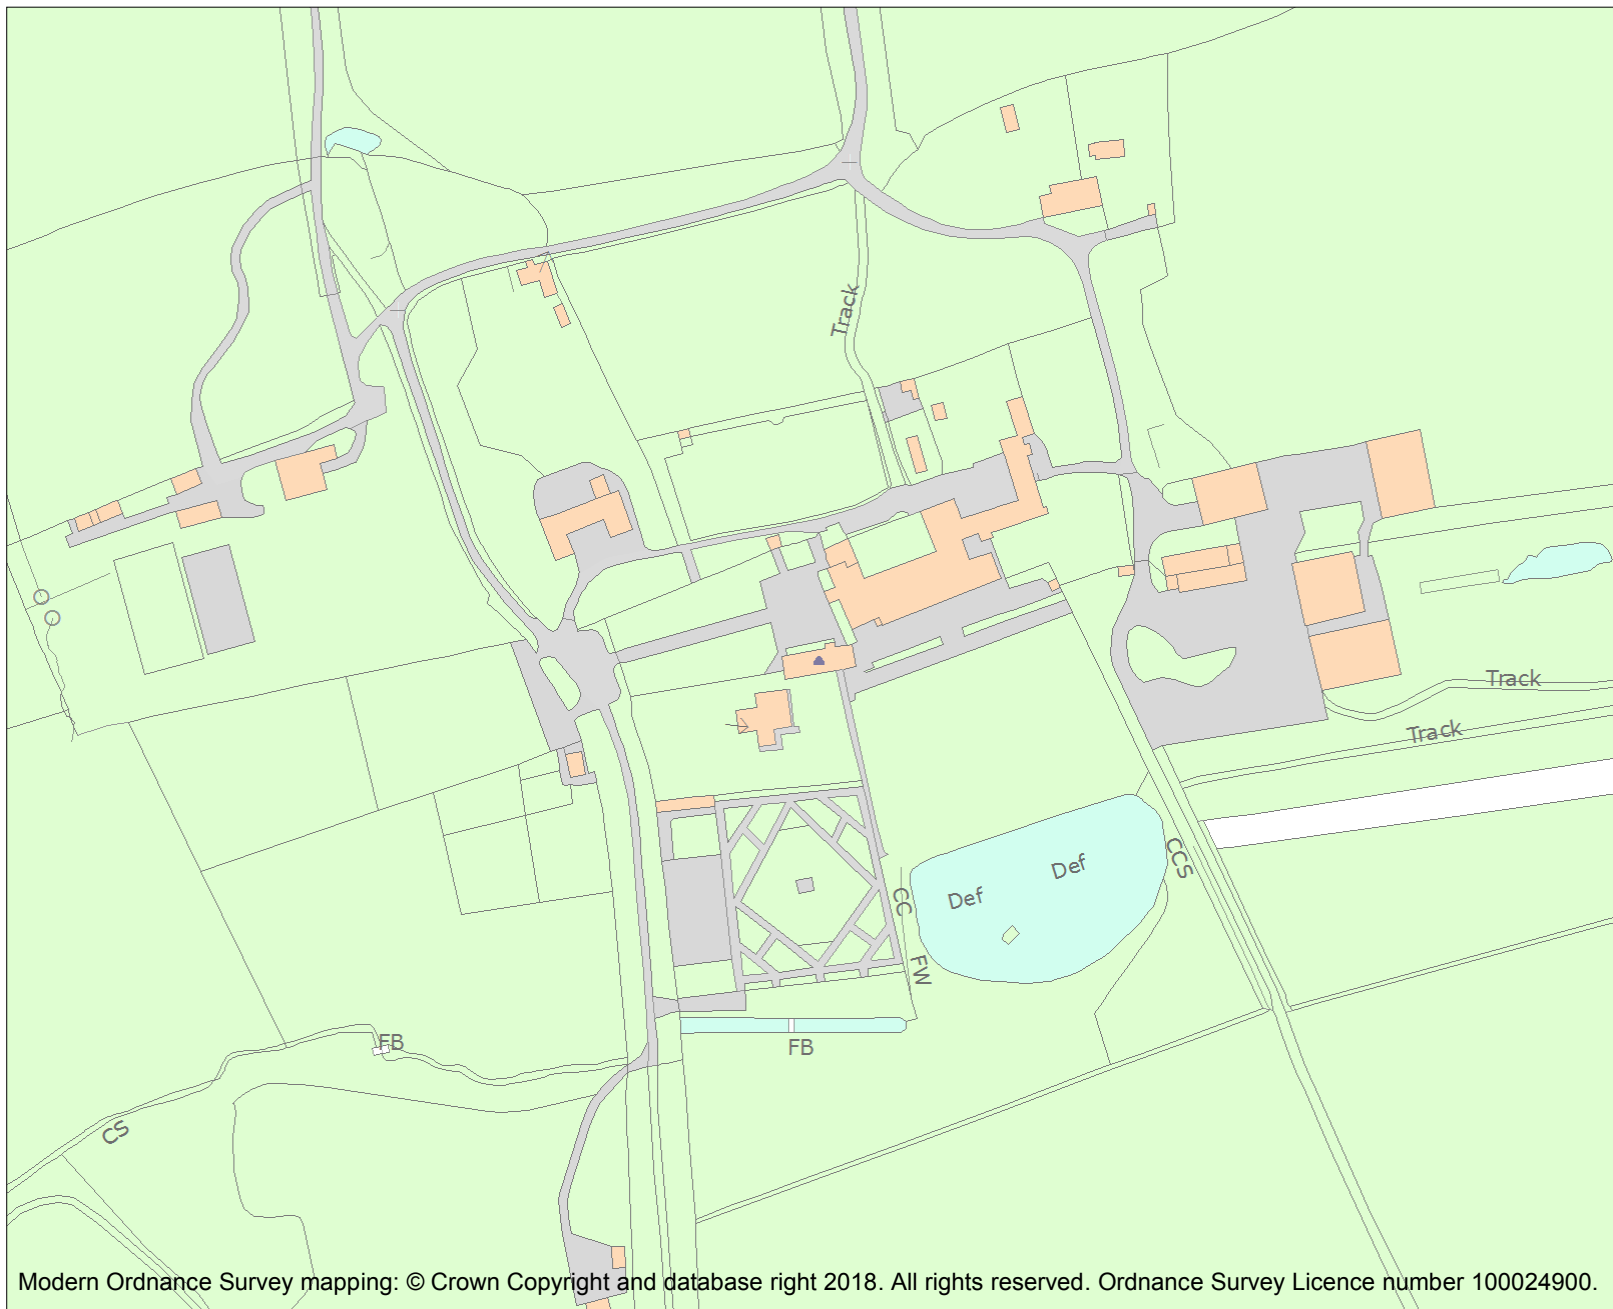 Track
Track
Track
Def
Def
CCS
CC
FW
FB
FB
CS
Modern Ordnance Survey mapping: © Crown Copyright and database right 2018. All rights reserved. Ordnance Survey Licence number 100024900.